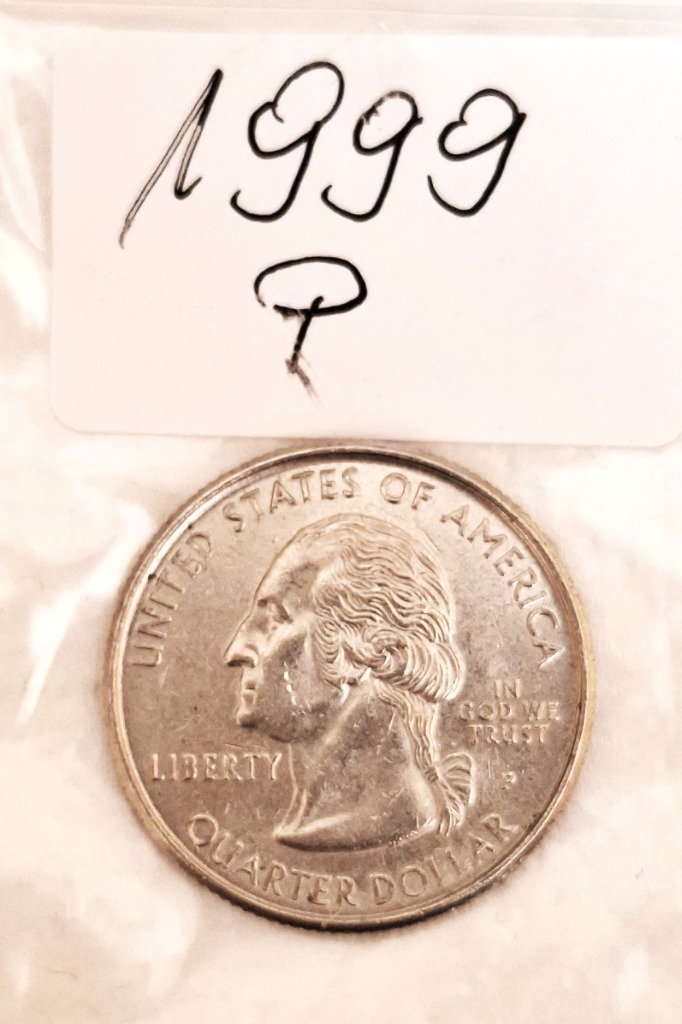 1999
P
UNITED STATES OF AMERICA
IN
GOD WE
TRUST
LIBERTY
P
QUARTER DOLLAR